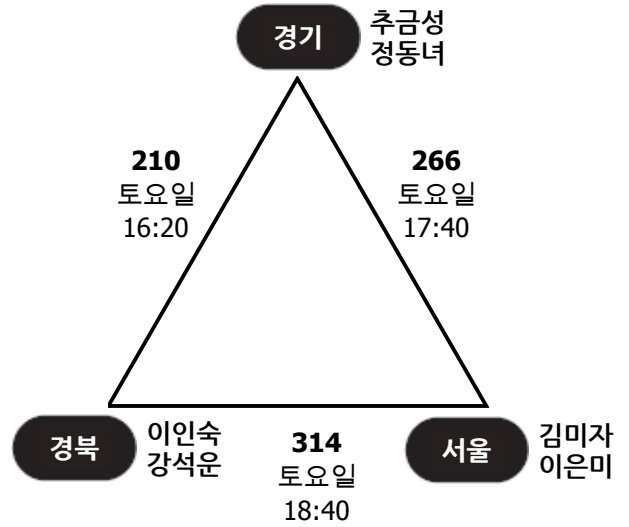 경기
추금성
정동녀
210
토요일
16:20
266
토요일
17:40
경북
이인숙
강석운
314
토요일
18:40
서울
김미자
이은미